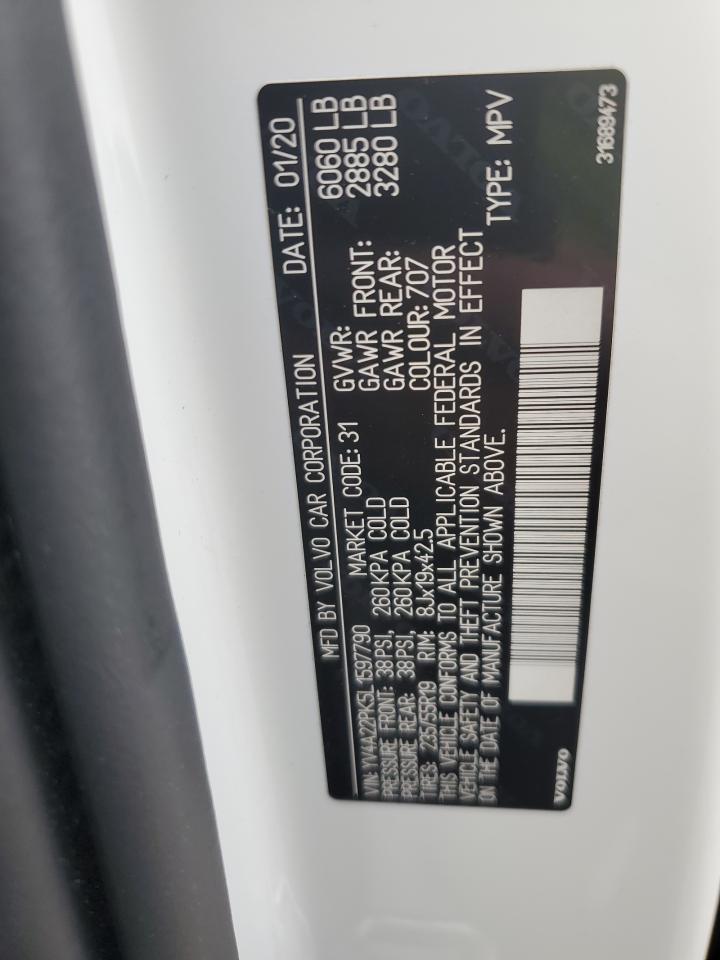 MFD BY VOLVO CAR CORPORATION DATE: 01/20
VIN: YV4A22PK5L1597790 MARKET CODE: 31 GVWR: 6060 LB
PRESSURE FRONT: 38PSI., 260KPA COLD GAWR FRONT: 2885 LB
PRESSURE REAR: 38PSI., 260KPA COLD GAWR REAR: 3280 LB
TIRES: 235/55R19 RIM: 8Jx19x42.5 COLOUR: 707
THIS VEHICLE CONFORMS TO ALL APPLICABLE FEDERAL MOTOR
VEHICLE SAFETY AND THEFT PREVENTION STANDARDS IN EFFECT
ON THE DATE OF MANUFACTURE SHOWN ABOVE. TYPE: MPV
VOLVO 31689473